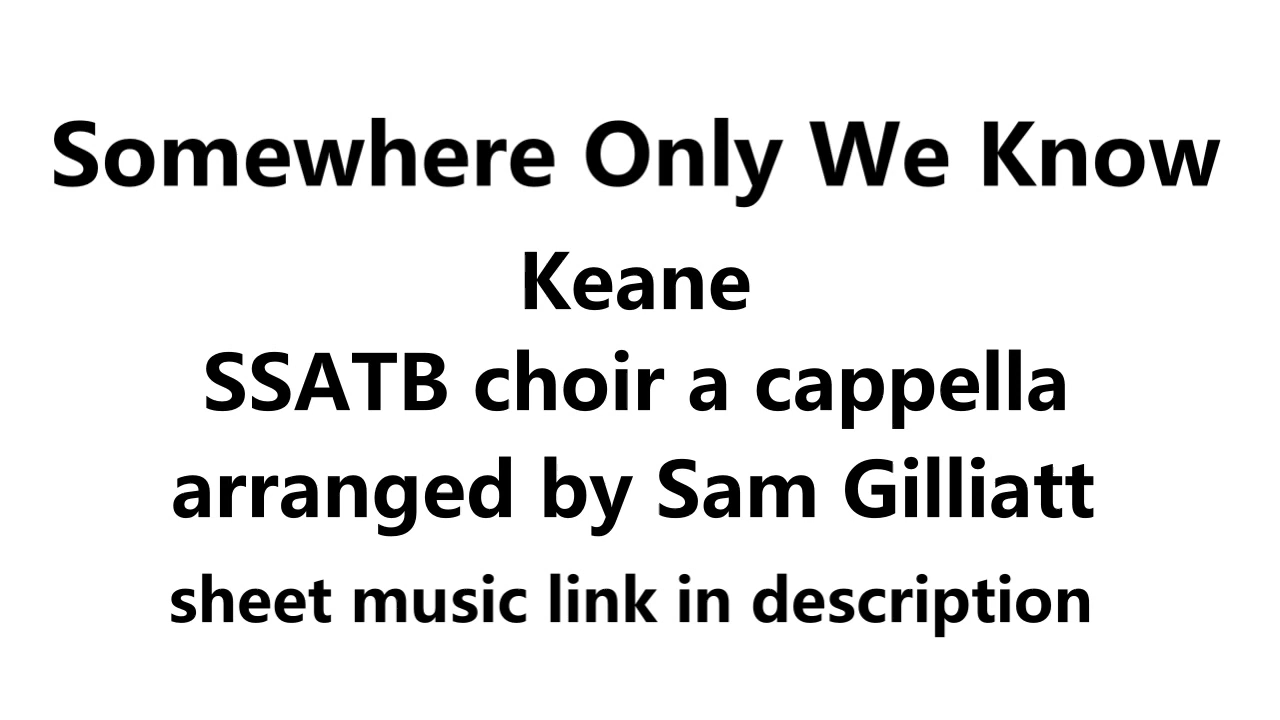 Somewhere Only We Know
Keane
SSATB choir a cappella
arranged by Sam Gilliatt
sheet music link in description